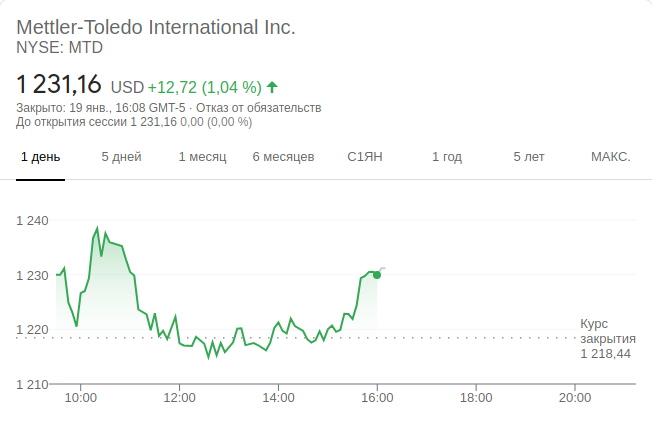 Mettler-Toledo International Inc.
NYSE: MTD
1 231,16 USD +12,72 (1,04 %)
Закрыто: 19 янв., 16:08 GMT-5 · Отказ от обязательств
До открытия сессии 1 231,16 0,00 (0,00 %)
1 день 5 дней 1 месяц 6 месяцев С1ЯН 1 год 5 лет МАКС.
1 240
1 230
1 220
Курс
закрытия
1 218,44
1 210
10:00 12:00 14:00 16:00 18:00 20:00